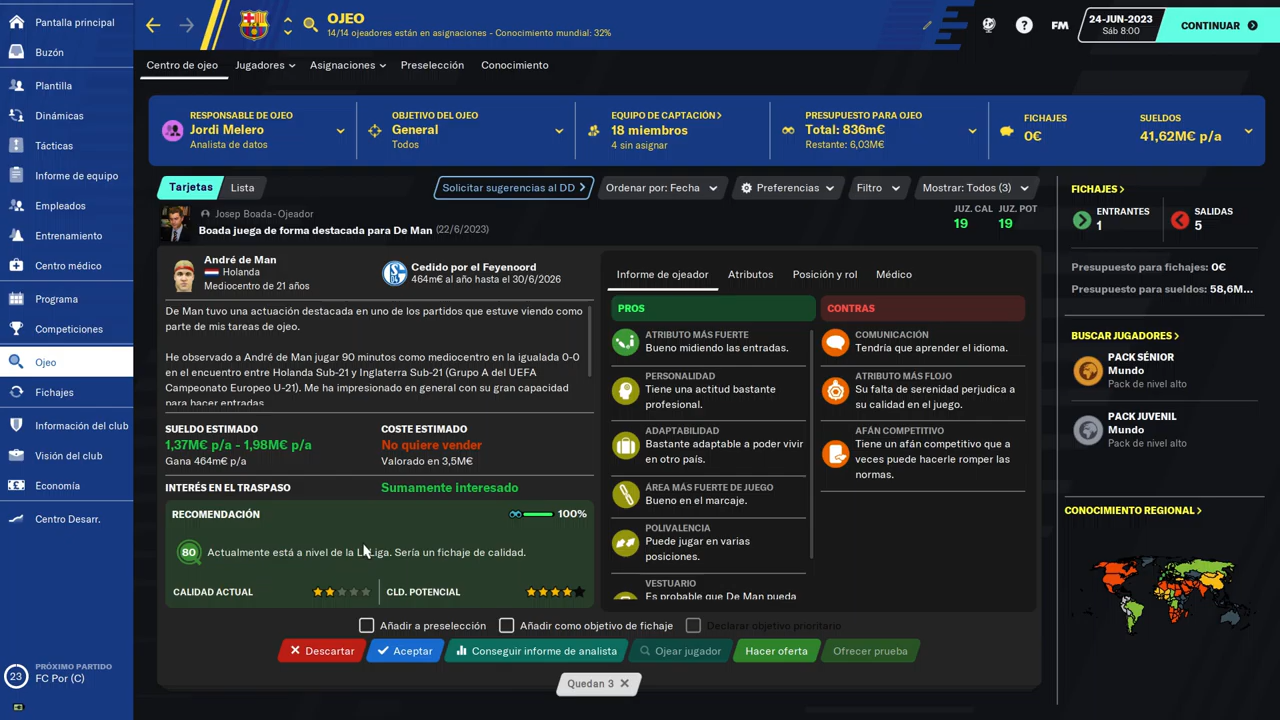 Pantalla principal
Buzón
Plantilla
Dinámicas
Tácticas
Informe de equipo
Empleados
Entrenamiento
Centro médico
Programa
Competiciones
Ojeo
Fichajes
Información del club
Visión del club
Economía
Centro Desarr.
23
PRÓXIMO PARTIDO
FC Por (C)
OJEO
14/14 ojeadores están en asignaciones - Conocimiento mundial: 32%
?
FM
24-JUN-2023
Sáb 8:00
CONTINUAR
Centro de ojeo
Jugadores
Asignaciones
Preselección
Conocimiento
RESPONSABLE DE OJEO
Jordi Melero
Analista de datos
OBJETIVO DEL OJEO
General
Todos
EQUIPO DE CAPTACIÓN
18 miembros
4 sin asignar
PRESUPUESTO PARA OJEO
Total: 836m€
Restante: 6,03M€
FICHAJES
0€
SUELDOS
41,62M€ p/a
Tarjetas
Lista
Solicitar sugerencias al DD
Ordenar por: Fecha
Preferencias
Filtro
Mostrar: Todos (3)
Josep Boada - Ojeador
Boada juega de forma destacada para De Man (22/6/2023)
JUZ. CAL
19
JUZ. POT
19
André de Man
Holanda
Mediocentro de 21 años
Cedido por el Feyenoord
464m€ al año hasta el 30/6/2026
De Man tuvo una actuación destacada en uno de los partidos que estuve viendo como
parte de mis tareas de ojeo.
He observado a André de Man jugar 90 minutos como mediocentro en la igualada 0-0
en el encuentro entre Holanda Sub-21 y Inglaterra Sub-21 (Grupo A del UEFA
Campeonato Europeo U-21). Me ha impresionado en general con su gran capacidad
para hacer entradas.
SUELDO ESTIMADO
1,37M€ p/a - 1,98M€ p/a
Gana 464m€ p/a
COSTE ESTIMADO
No quiere vender
Valorado en 3,5M€
INTERÉS EN EL TRASPASO
Sumamente interesado
RECOMENDACIÓN
100%
80
Actualmente está a nivel de la LaLiga. Sería un fichaje de calidad.
CALIDAD ACTUAL
CLD. POTENCIAL
Informe de ojeador
Atributos
Posición y rol
Médico
PROS
ATRIBUTO MÁS FUERTE
Bueno midiendo las entradas.
PERSONALIDAD
Tiene una actitud bastante
profesional.
ADAPTABILIDAD
Bastante adaptable a poder vivir
en otro país.
ÁREA MÁS FUERTE DE JUEGO
Bueno en el marcaje.
POLIVALENCIA
Puede jugar en varias
posiciones.
VESTUARIO
Es probable que De Man pueda
CONTRAS
COMUNICACIÓN
Tendría que aprender el idioma.
ATRIBUTO MÁS FLOJO
Su falta de serenidad perjudica a
su calidad en el juego.
AFÁN COMPETITIVO
Tiene un afán competitivo que a
veces puede hacerle romper las
normas.
Añadir a preselección
Añadir como objetivo de fichaje
Declarar objetivo prioritario
Descartar
Aceptar
Conseguir informe de analista
Ojear jugador
Hacer oferta
Ofrecer prueba
Quedan 3
FICHAJES
ENTRANTES
1
SALIDAS
5
Presupuesto para fichajes: 0€
Presupuesto para sueldos: 58,6M...
BUSCAR JUGADORES
PACK SÉNIOR
Mundo
Pack de nivel alto
PACK JUVENIL
Mundo
Pack de nivel alto
CONOCIMIENTO REGIONAL